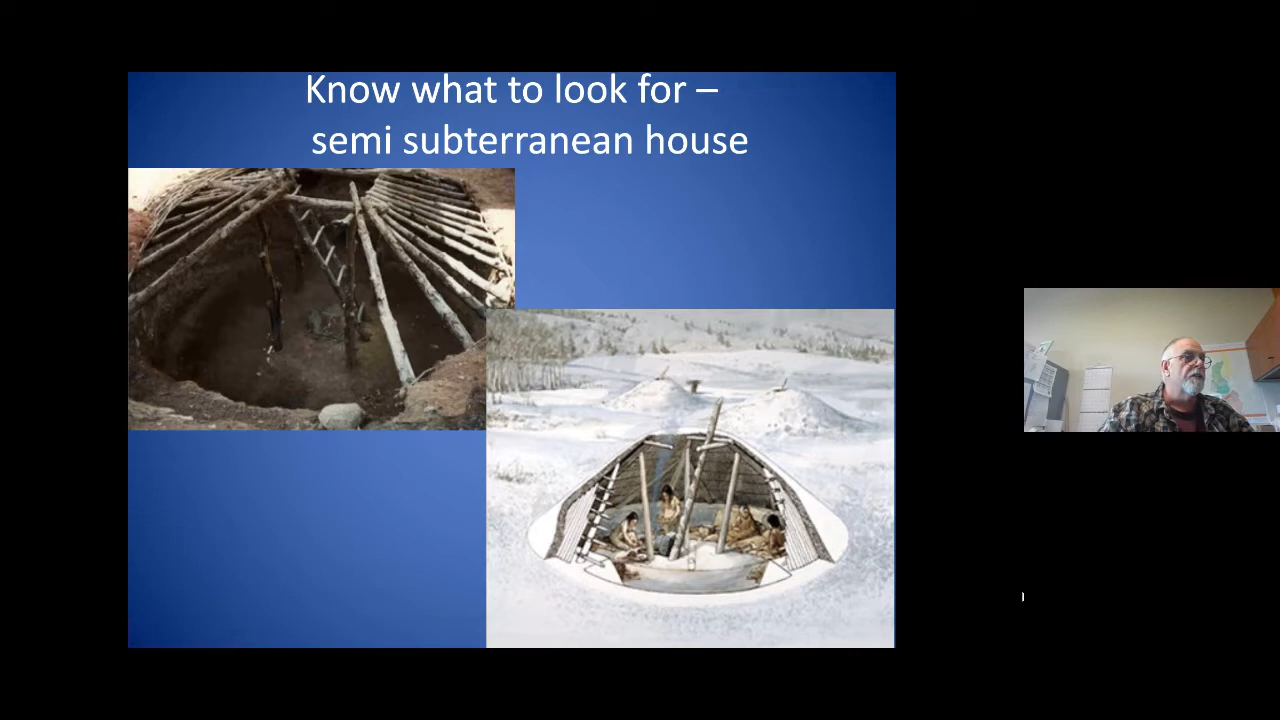 Know what to look for –
semi subterranean house